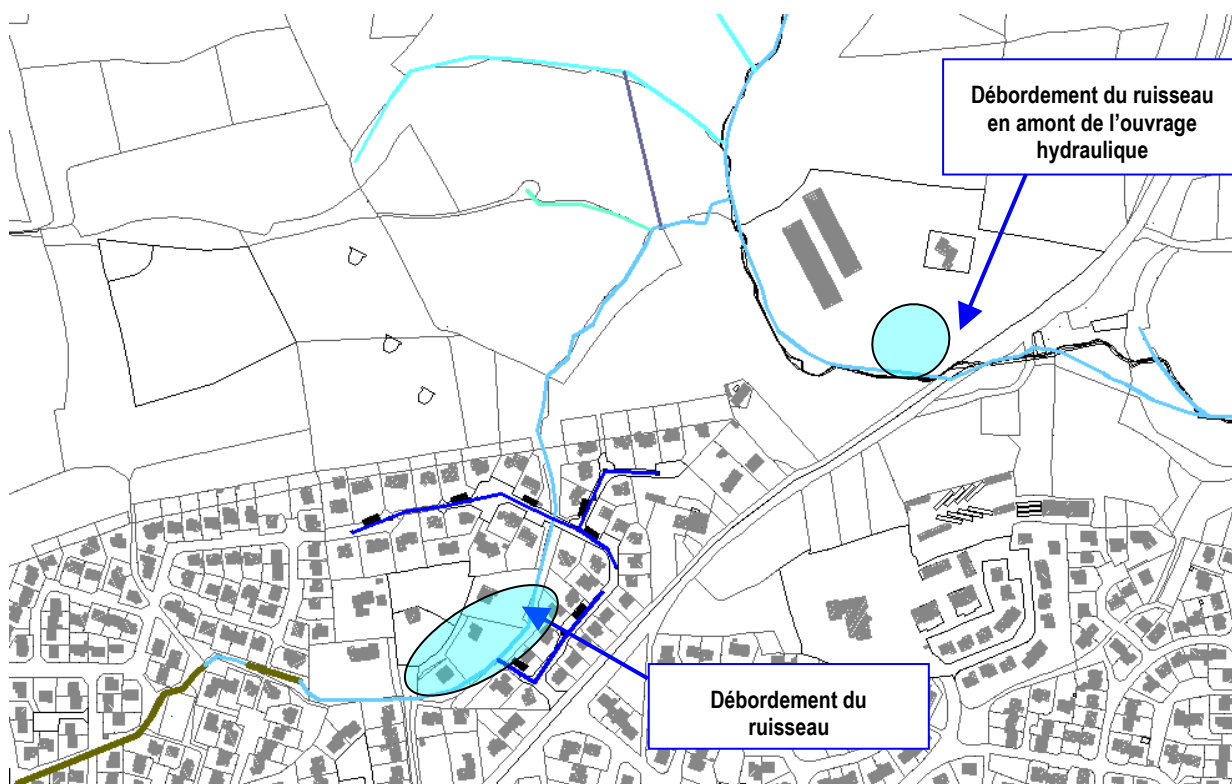 Débordement du ruisseau
en amont de l’ouvrage
hydraulique
Débordement du
ruisseau